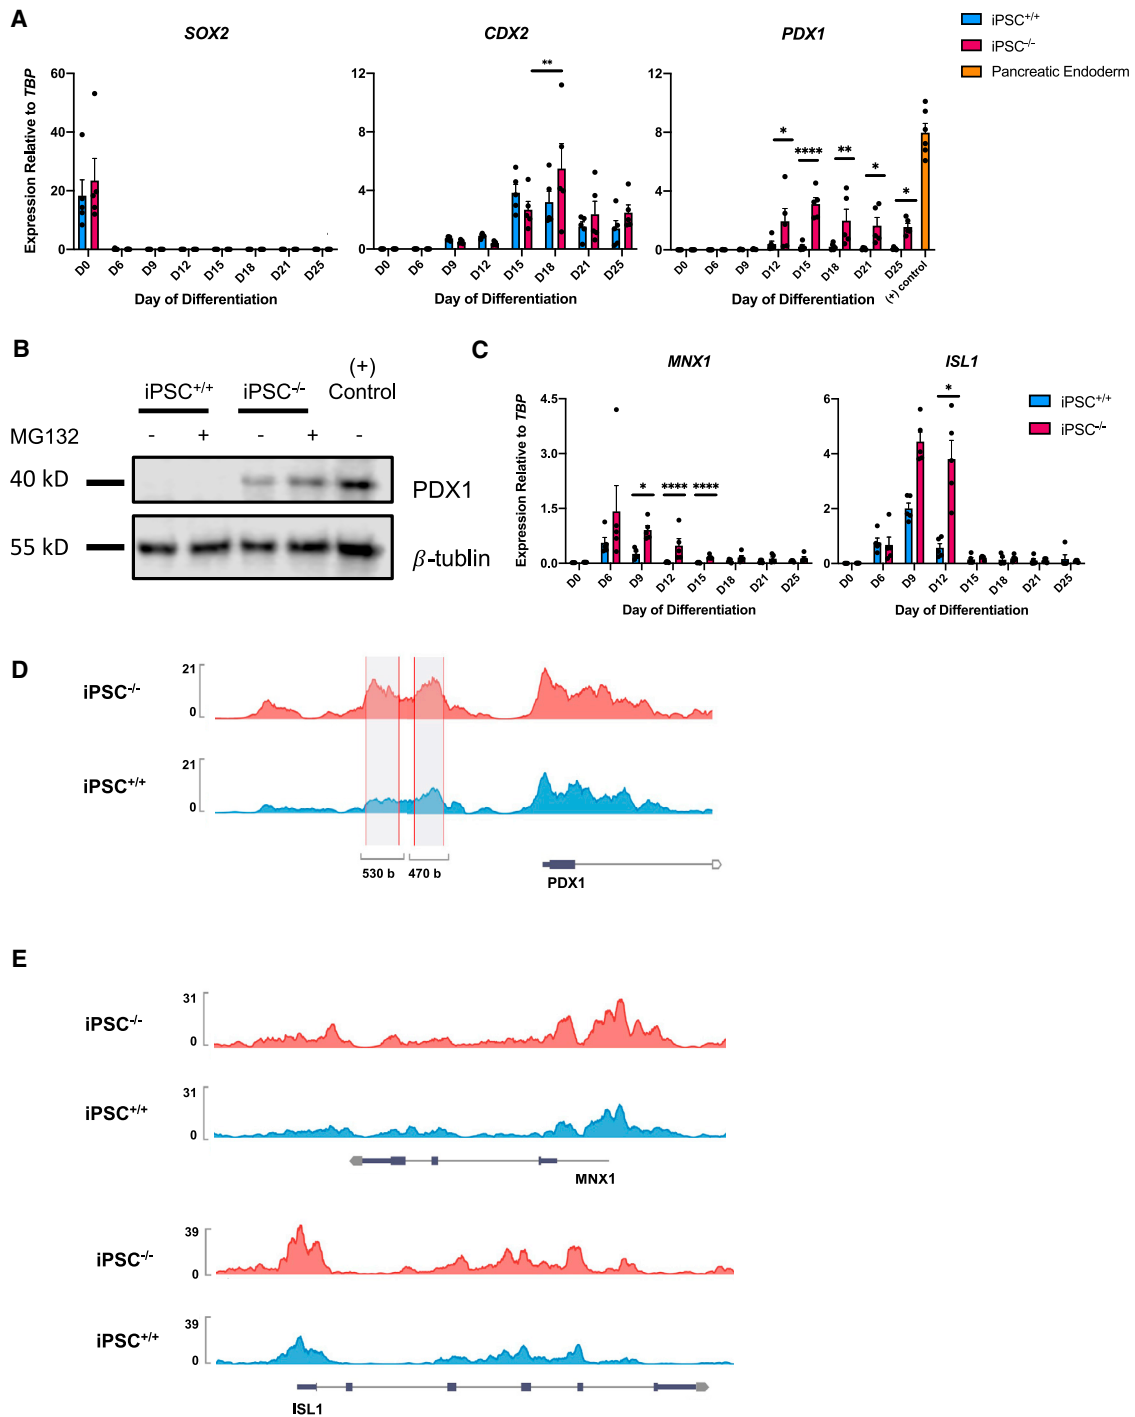 A
SOX2
CDX2
PDX1
iPSC+/+
iPSC-/-
Pancreatic Endoderm
Expression Relative to TBP
60
40
20
0
D0 D6 D9 D12 D15 D18 D21 D25
Day of Differentiation
12
8
4
0
**
D0 D6 D9 D12 D15 D18 D21 D25
Day of Differentiation
12
8
4
0
* **** ** * *
D0 D6 D9 D12 D15 D18 D21 D25 (+) control
Day of Differentiation
B
iPSC+/+ iPSC-/- (+) Control
MG132 - + - + -
40 kD PDX1
55 kD β-tublin
C
MNX1
ISL1
iPSC+/+
iPSC-/-
Expression Relative to TBP
4.5
3.0
1.5
0.0
* **** ****
D0 D6 D9 D12 D15 D18 D21 D25
Day of Differentiation
6
4
2
0
*
D0 D6 D9 D12 D15 D18 D21 D25
Day of Differentiation
D
iPSC-/-
21
0
iPSC+/+
21
0
530 b 470 b
PDX1
E
iPSC-/-
31
0
iPSC+/+
31
0
MNX1
iPSC-/-
39
0
iPSC+/+
39
0
ISL1